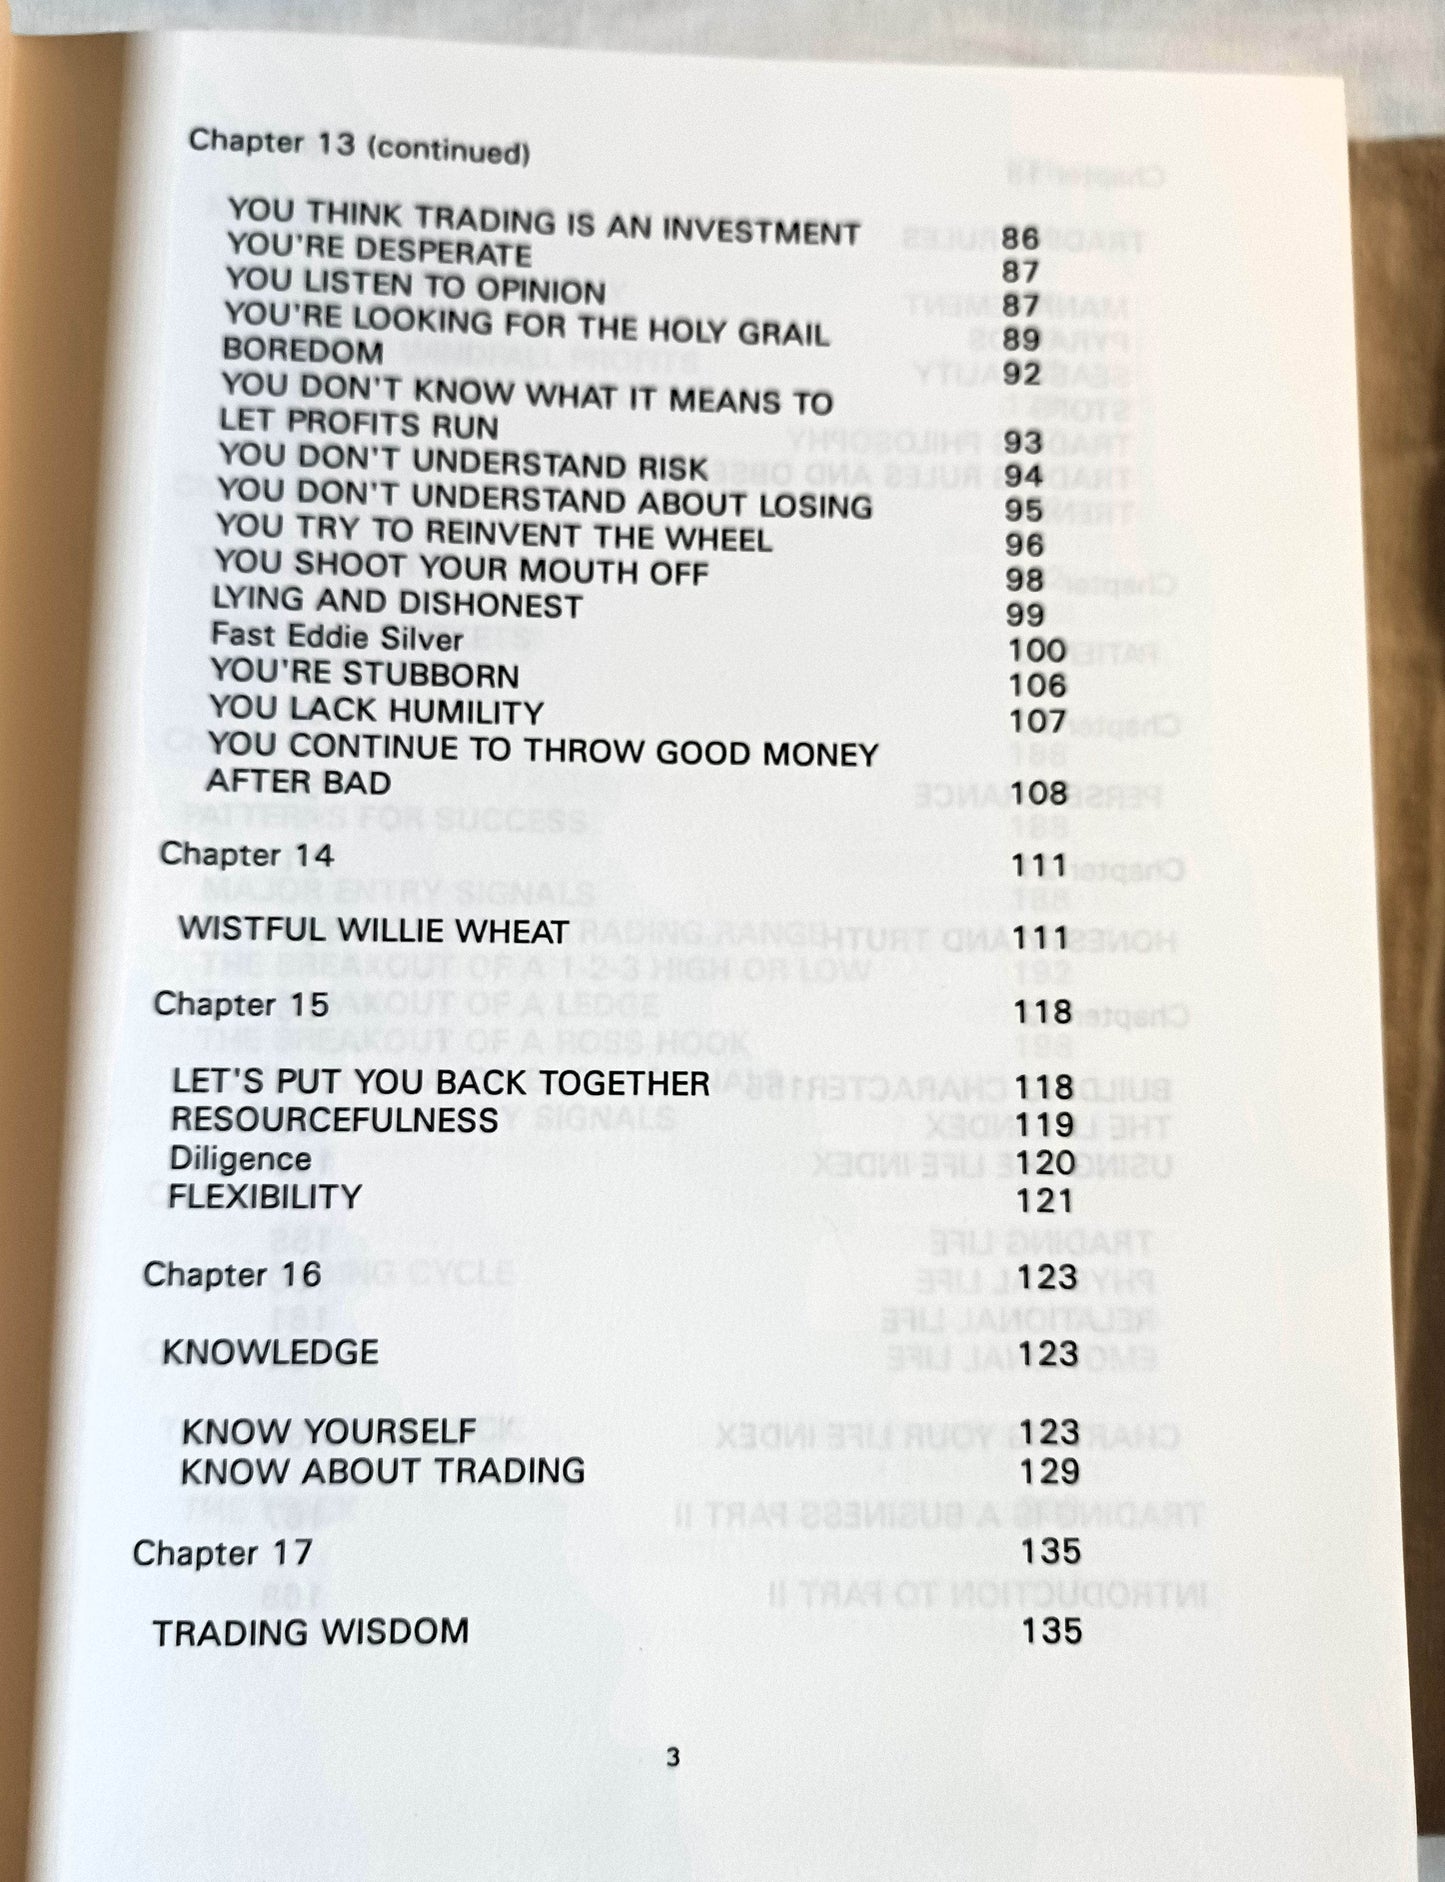 Chapter 13 (continued)
YOU THINK TRADING IS AN INVESTMENT 86
YOU'RE DESPERATE 87
YOU LISTEN TO OPINION 87
YOU'RE LOOKING FOR THE HOLY GRAIL 89
BOREDOM 92
YOU DON'T KNOW WHAT IT MEANS TO
LET PROFITS RUN 93
YOU DON'T UNDERSTAND RISK 94
YOU DON'T UNDERSTAND ABOUT LOSING 95
YOU TRY TO REINVENT THE WHEEL 96
YOU SHOOT YOUR MOUTH OFF 98
LYING AND DISHONEST 99
Fast Eddie Silver 100
YOU'RE STUBBORN 106
YOU LACK HUMILITY 107
YOU CONTINUE TO THROW GOOD MONEY
AFTER BAD 108
Chapter 14 111
WISTFUL WILLIE WHEAT 111
Chapter 15 118
LET'S PUT YOU BACK TOGETHER 118
RESOURCEFULNESS 119
Diligence 120
FLEXIBILITY 121
Chapter 16 123
KNOWLEDGE 123
KNOW YOURSELF 123
KNOW ABOUT TRADING 129
Chapter 17 135
TRADING WISDOM 135
3